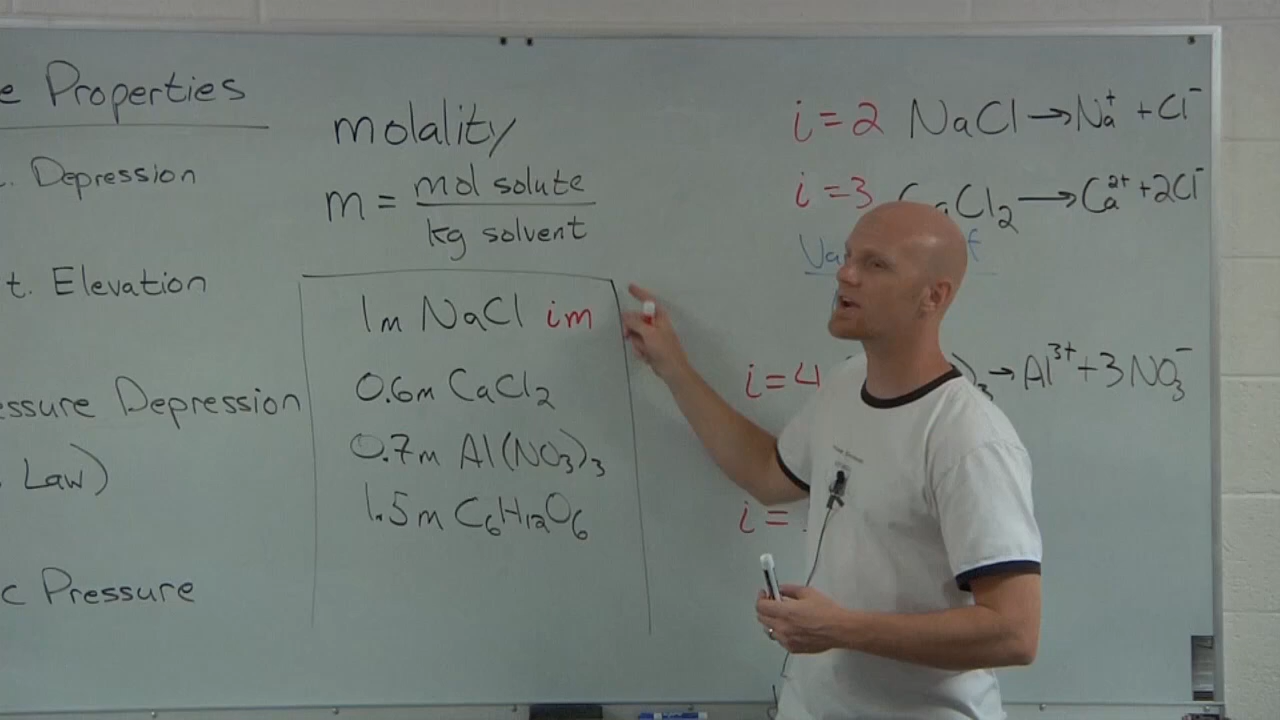 e Properties
. Depression
t. Elevation
essure Depression
Law)
c Pressure
molality
m = mol solute
kg solvent
1m NaCl im
0.6m CaCl₂
0.7m Al(NO₃)₃
1.5m C₆H₁₂O₆
i=2 NaCl → Na⁺ + Cl⁻
i=3 CaCl₂ → Ca²⁺ + 2Cl⁻
i=4 )₃ → Al³⁺ + 3NO₃⁻
i=